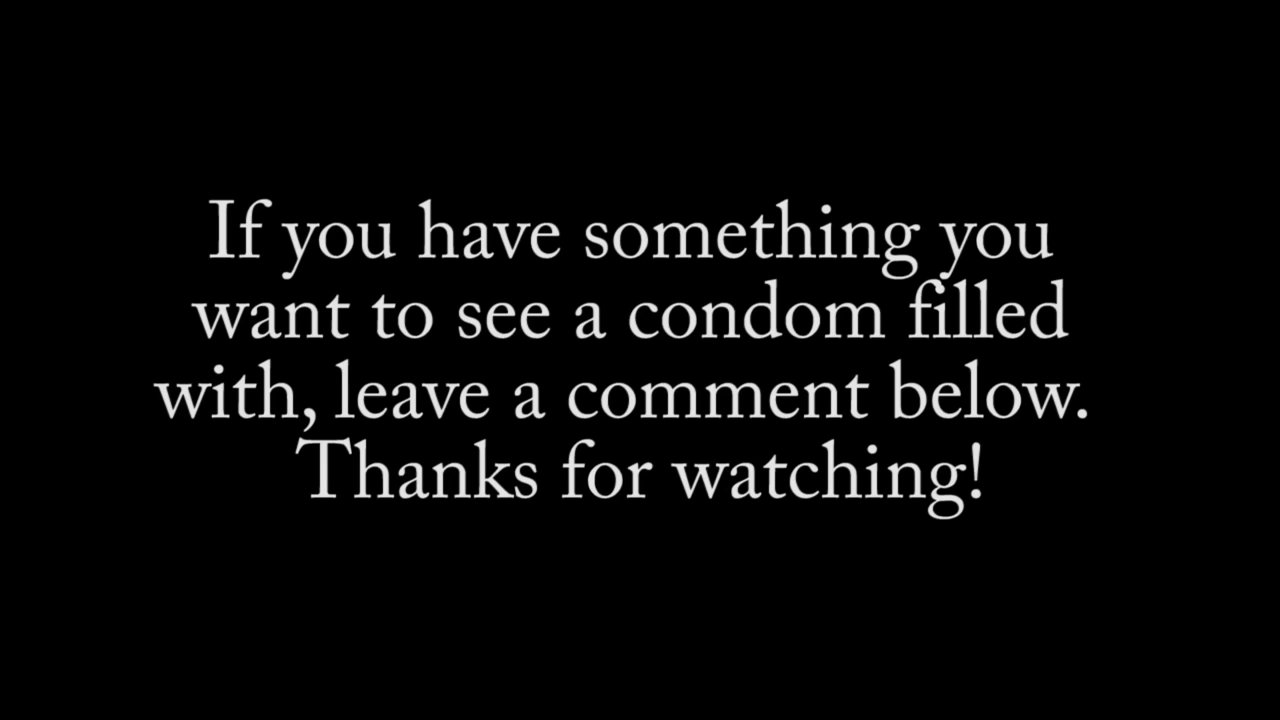 If you have something you
want to see a condom filled
with, leave a comment below.
Thanks for watching!